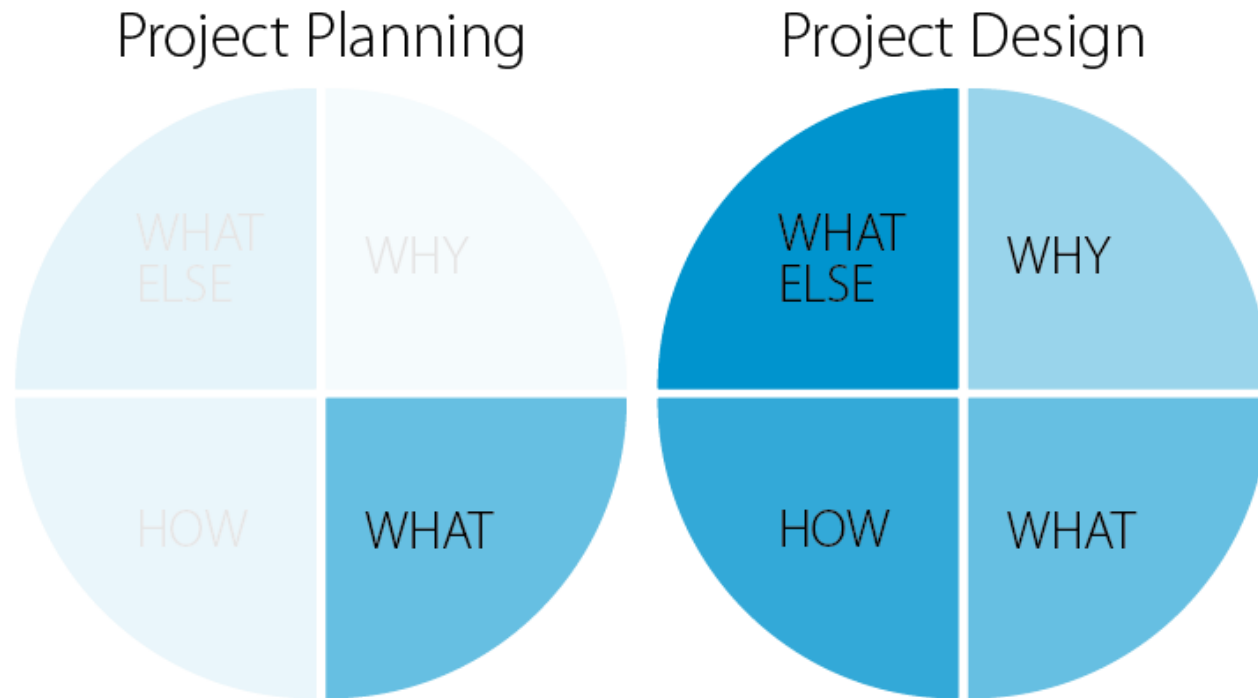 Project Planning
Project Design
WHAT
ELSE
WHY
HOW
WHAT
WHAT
ELSE
WHY
HOW
WHAT